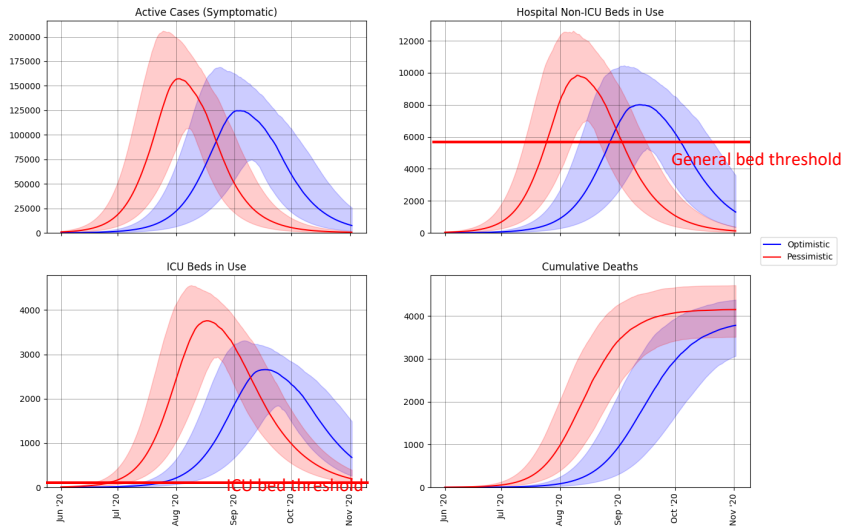 Active Cases (Symptomatic)
200000
175000
150000
125000
100000
75000
50000
25000
0
Hospital Non-ICU Beds in Use
12000
10000
8000
6000
4000
2000
0
General bed threshold
Optimistic
Pessimistic
ICU Beds in Use
4000
3000
2000
1000
0
ICU bed threshold
Jun '20
Jul '20
Aug '20
Sep '20
Oct '20
Nov '20
Cumulative Deaths
4000
3000
2000
1000
0
Jun '20
Jul '20
Aug '20
Sep '20
Oct '20
Nov '20